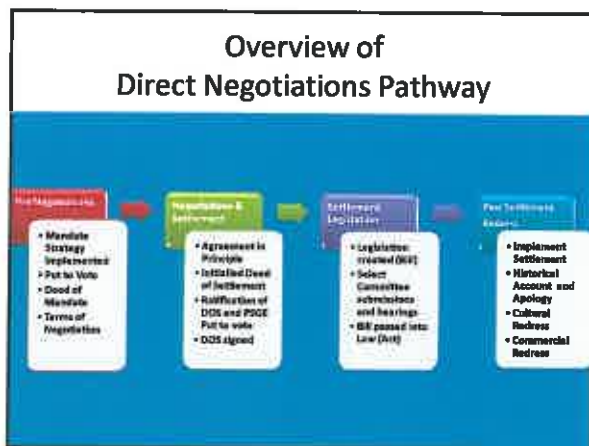 Overview of
Direct Negotiations Pathway
Negotiations &
Settlement
Settlement
Legislation
Post Settlement
• Mandate
Strategy
Implemented
• Put to Vote
• Deed of
Mandate
• Terms of
Negotiation
• Agreement in
Principle
• Initialled Deed
of Settlement
• Ratification of
DOS and PSGE
Put to vote
• DOS signed
• Legislation
created (Bill)
• Select
Committee
submissions
and hearings
• Bill passed into
Law (Act)
• Implement
Settlement
• Historical
Account and
Apology
• Cultural
Redress
• Commercial
Redress